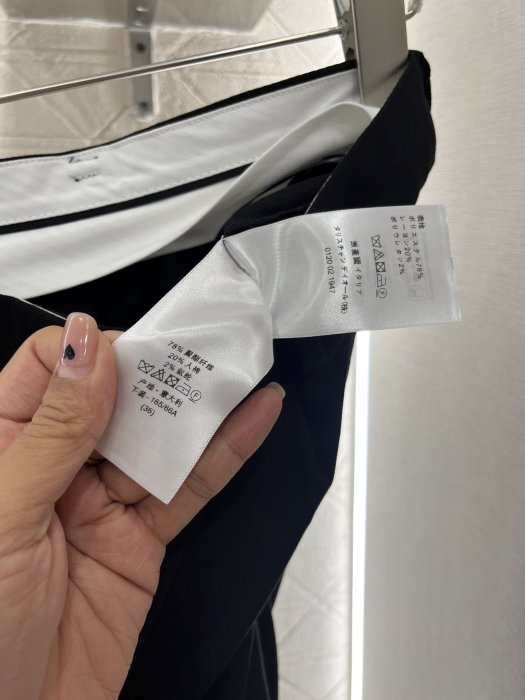 表地
ポリエステル78%
レーヨン20%
ポリウレタン2%
原産國 イタリア
クリスチャン ディオール(株)
0120 02 1947
78% 聚酯纤维
20% 人棉
2% 氨纶
产地 - 意大利
下装- 165/66A
(36)